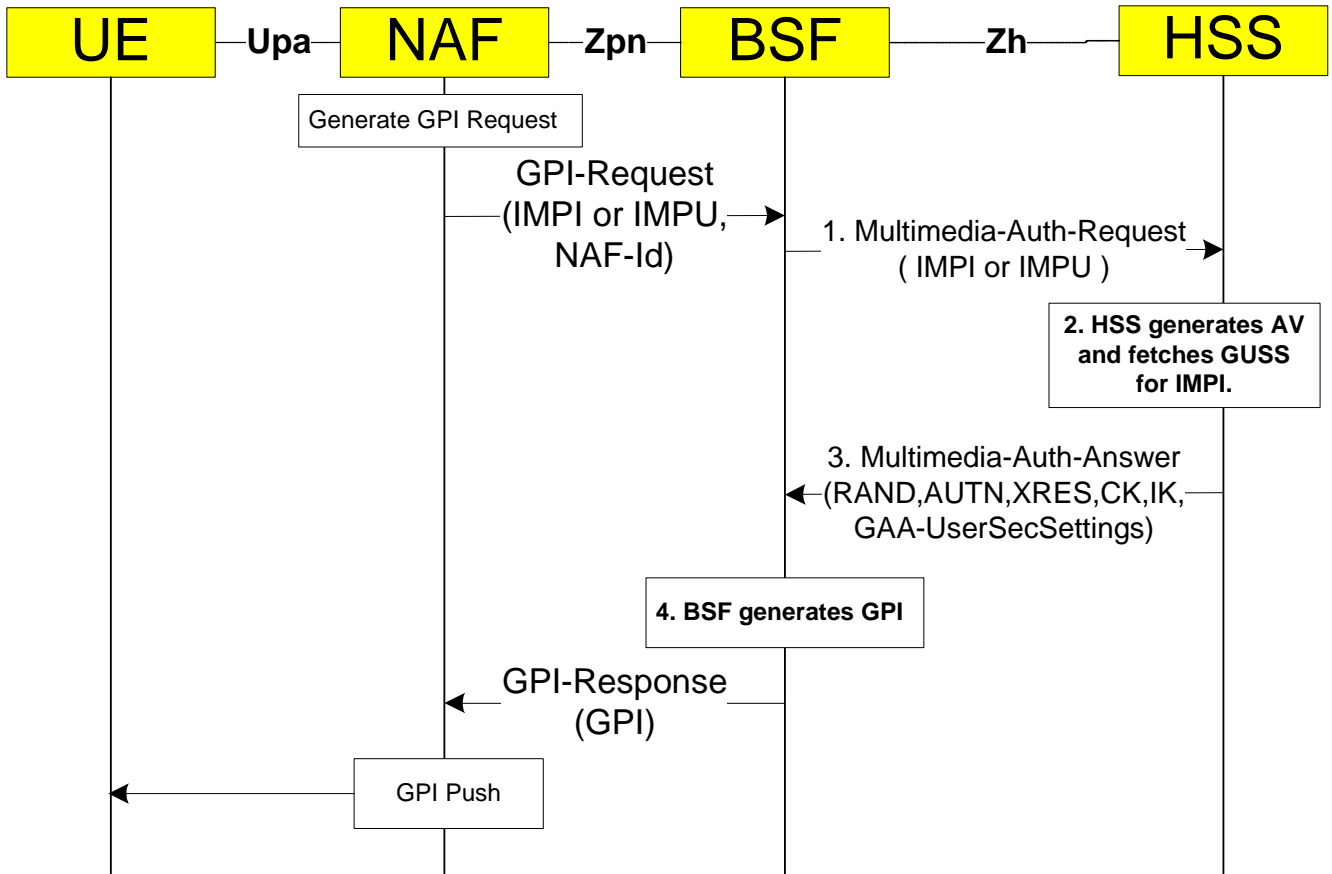 UE
Upa
NAF
Zpn
BSF
Zh
HSS
Generate GPI Request
GPI-Request
(IMPI or IMPU,
NAF-Id)
1. Multimedia-Auth-Request
( IMPI or IMPU )
2. HSS generates AV
and fetches GUSS
for IMPI.
3. Multimedia-Auth-Answer
(RAND,AUTN,XRES,CK,IK,
GAA-UserSecSettings)
4. BSF generates GPI
GPI-Response
(GPI)
GPI Push